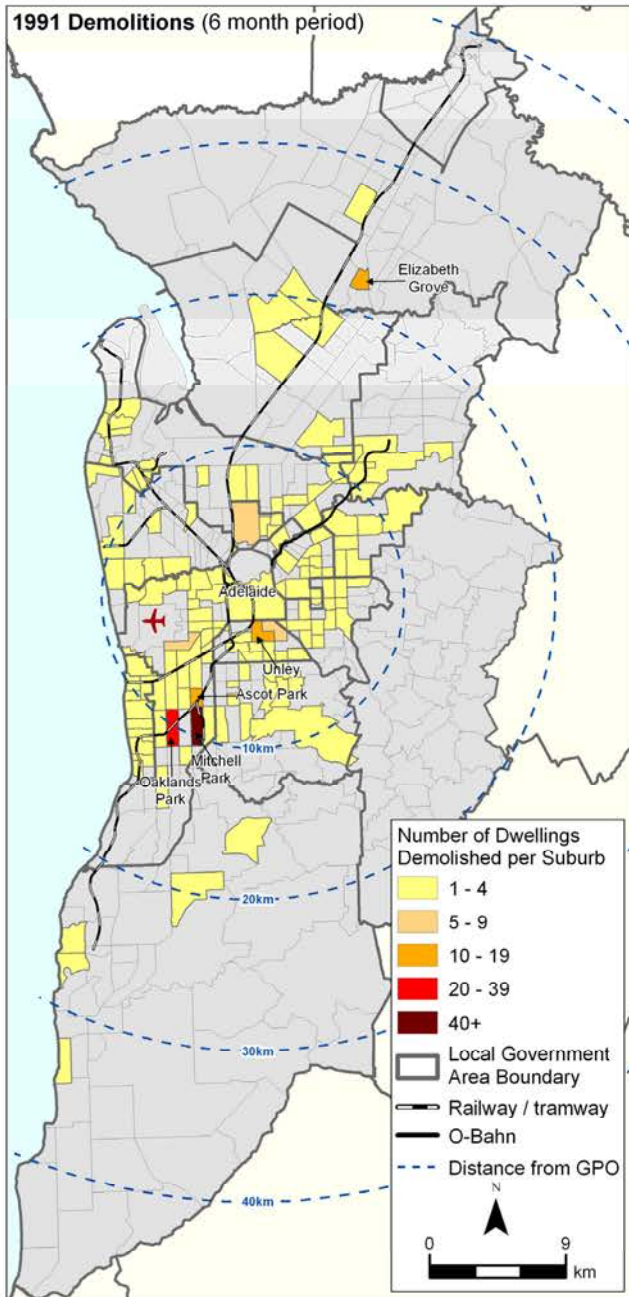 1991 Demolitions (6 month period)
Elizabeth
Grove
Adelaide
Unley
Ascot Park
10km
Mitchell
Park
Oaklands
Park
20km
30km
40km
Number of Dwellings
Demolished per Suburb
1 - 4
5 - 9
10 - 19
20 - 39
40+
Local Government
Area Boundary
Railway / tramway
O-Bahn
Distance from GPO
N
0 9
km